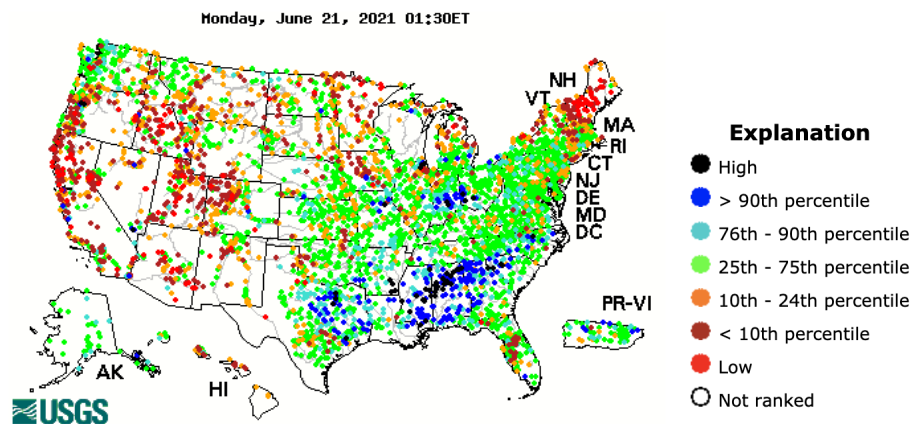 Monday, June 21, 2021 01:30ET
NH
VT
MA
RI
CT
NJ
DE
MD
DC
PR-VI
AK
HI
USGS
Explanation
High
> 90th percentile
76th - 90th percentile
25th - 75th percentile
10th - 24th percentile
< 10th percentile
Low
Not ranked